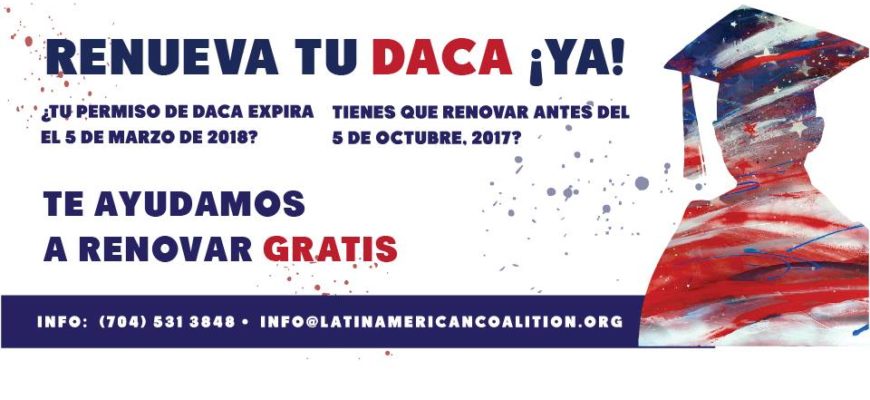 RENUEVA TU DACA ¡YA!
¿TU PERMISO DE DACA EXPIRA
EL 5 DE MARZO DE 2018?
TIENES QUE RENOVAR ANTES DEL
5 DE OCTUBRE, 2017?
TE AYUDAMOS
A RENOVAR GRATIS
INFO: (704) 531 3848 • INFO@LATINAMERICANCOALITION.ORG